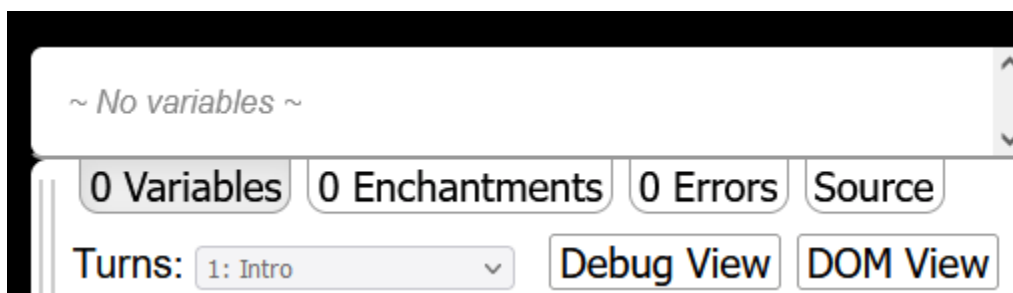 ~ No variables ~
0 Variables 0 Enchantments 0 Errors Source
Turns: 1: Intro Debug View DOM View